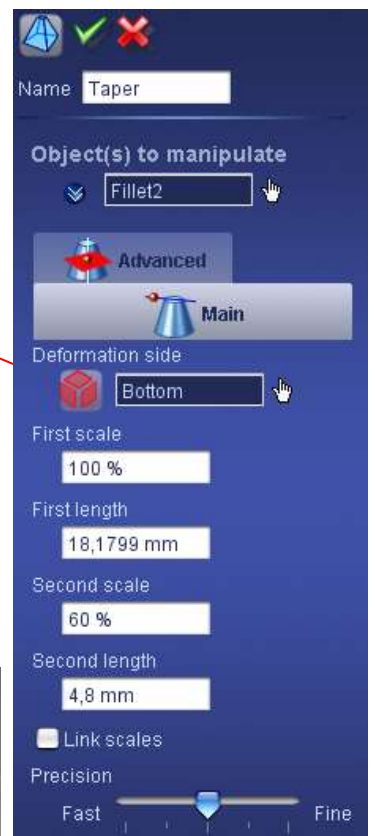 Name Taper
Object(s) to manipulate
Fillet2
Advanced
Main
Deformation side
Bottom
First scale
100 %
First length
18,1799 mm
Second scale
60 %
Second length
4,8 mm
Link scales
Precision
Fast Fine